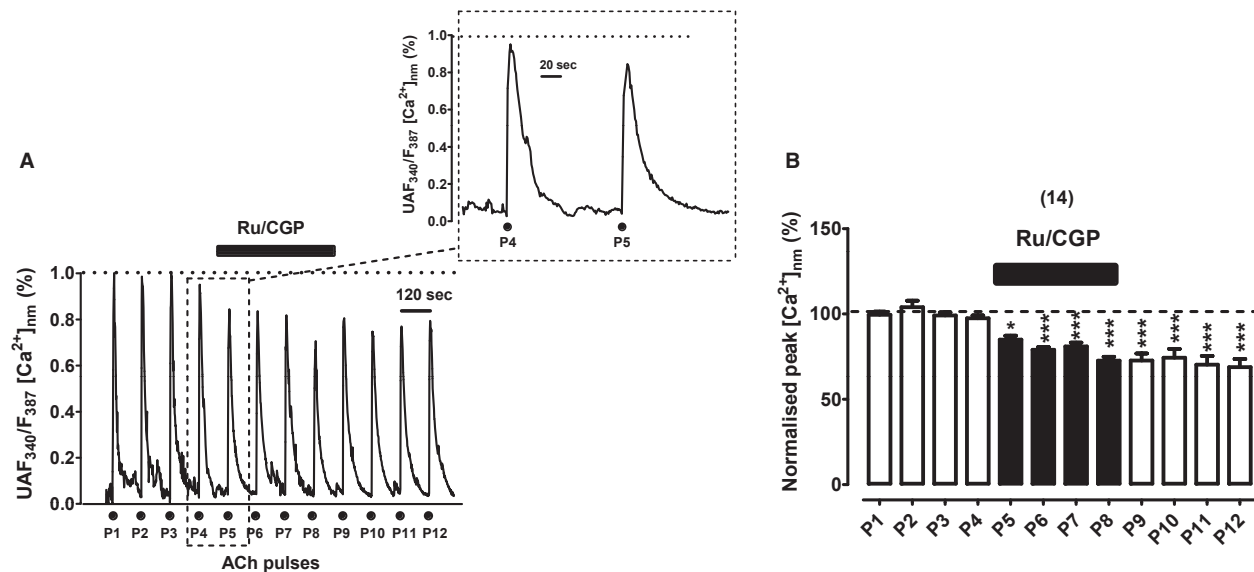 A
Ru/CGP
UAF340/F387 [Ca2+]nm (%)
1.0
0.8
0.6
0.4
0.2
0.0
120 sec
P1 P2 P3 P4 P5 P6 P7 P8 P9 P10 P11 P12
ACh pulses
UAF340/F387 [Ca2+]nm (%)
1.0
0.8
0.6
0.4
0.2
0.0
20 sec
P4 P5
B
(14)
Ru/CGP
Normalised peak [Ca2+]nm (%)
150
100
50
0
* *** *** *** *** *** *** ***
P1 P2 P3 P4 P5 P6 P7 P8 P9 P10 P11 P12